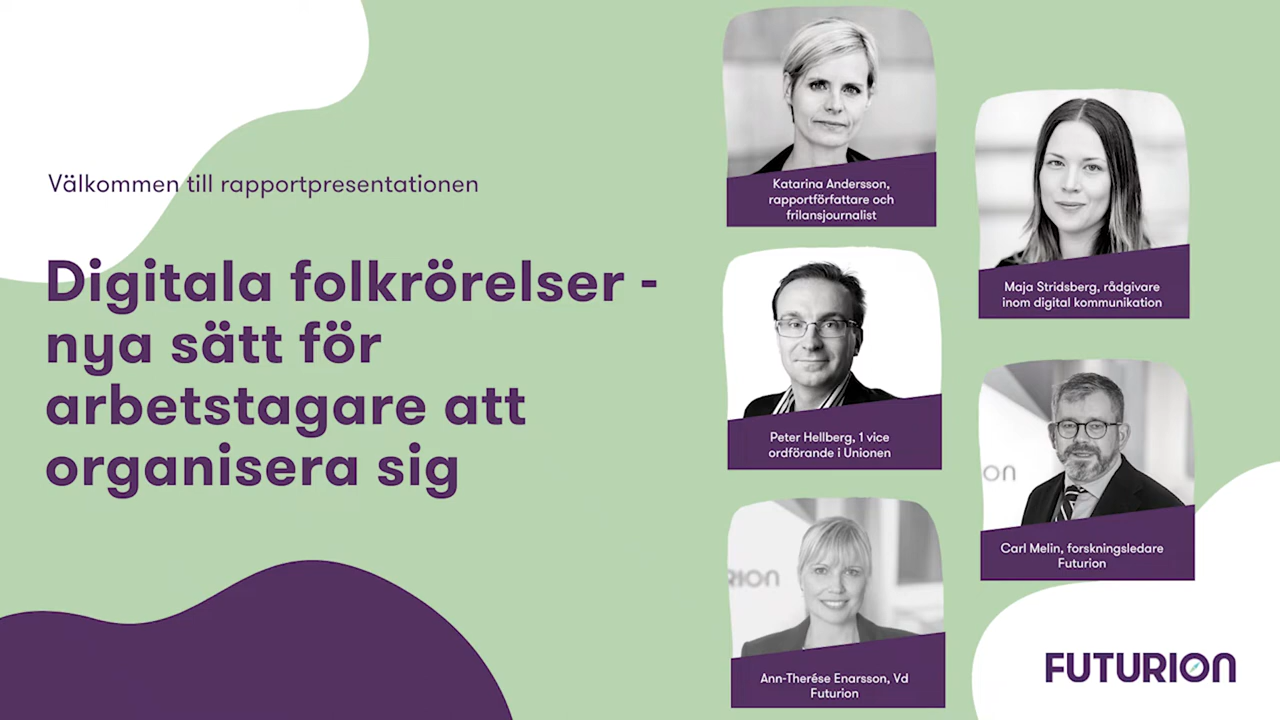 Välkommen till rapportpresentationen
Digitala folkrörelser -
nya sätt för
arbetstagare att
organisera sig
Katarina Andersson,
rapportförfattare och
frilansjournalist
Maja Stridsberg, rådgivare
inom digital kommunikation
Peter Hellberg, 1 vice
ordförande i Unionen
ON
Carl Melin, forskningsledare
Futurion
RION
Ann-Therése Enarsson, Vd
Futurion
FUTURION